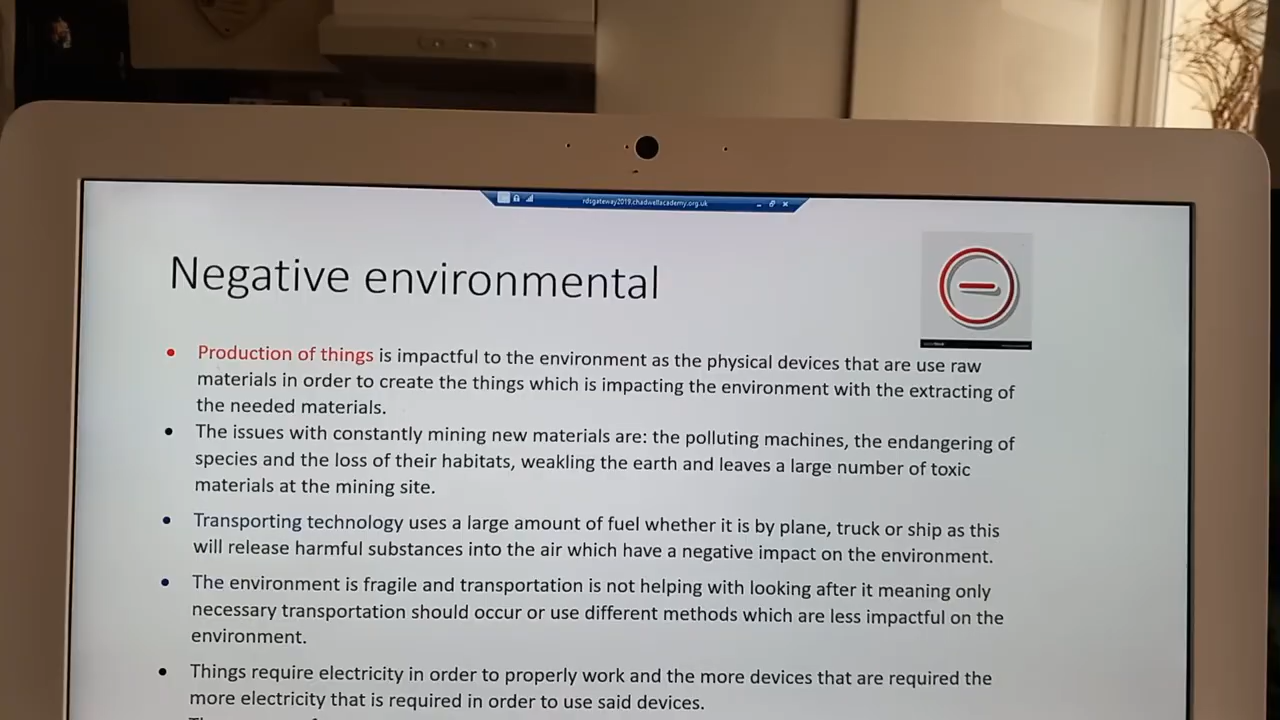 rdsgateway2019.chadwellacademy.org.uk
Negative environmental
Production of things is impactful to the environment as the physical devices that are use raw
materials in order to create the things which is impacting the environment with the extracting of
the needed materials.
The issues with constantly mining new materials are: the polluting machines, the endangering of
species and the loss of their habitats, weakling the earth and leaves a large number of toxic
materials at the mining site.
Transporting technology uses a large amount of fuel whether it is by plane, truck or ship as this
will release harmful substances into the air which have a negative impact on the environment.
The environment is fragile and transportation is not helping with looking after it meaning only
necessary transportation should occur or use different methods which are less impactful on the
environment.
Things require electricity in order to properly work and the more devices that are required the
more electricity that is required in order to use said devices.